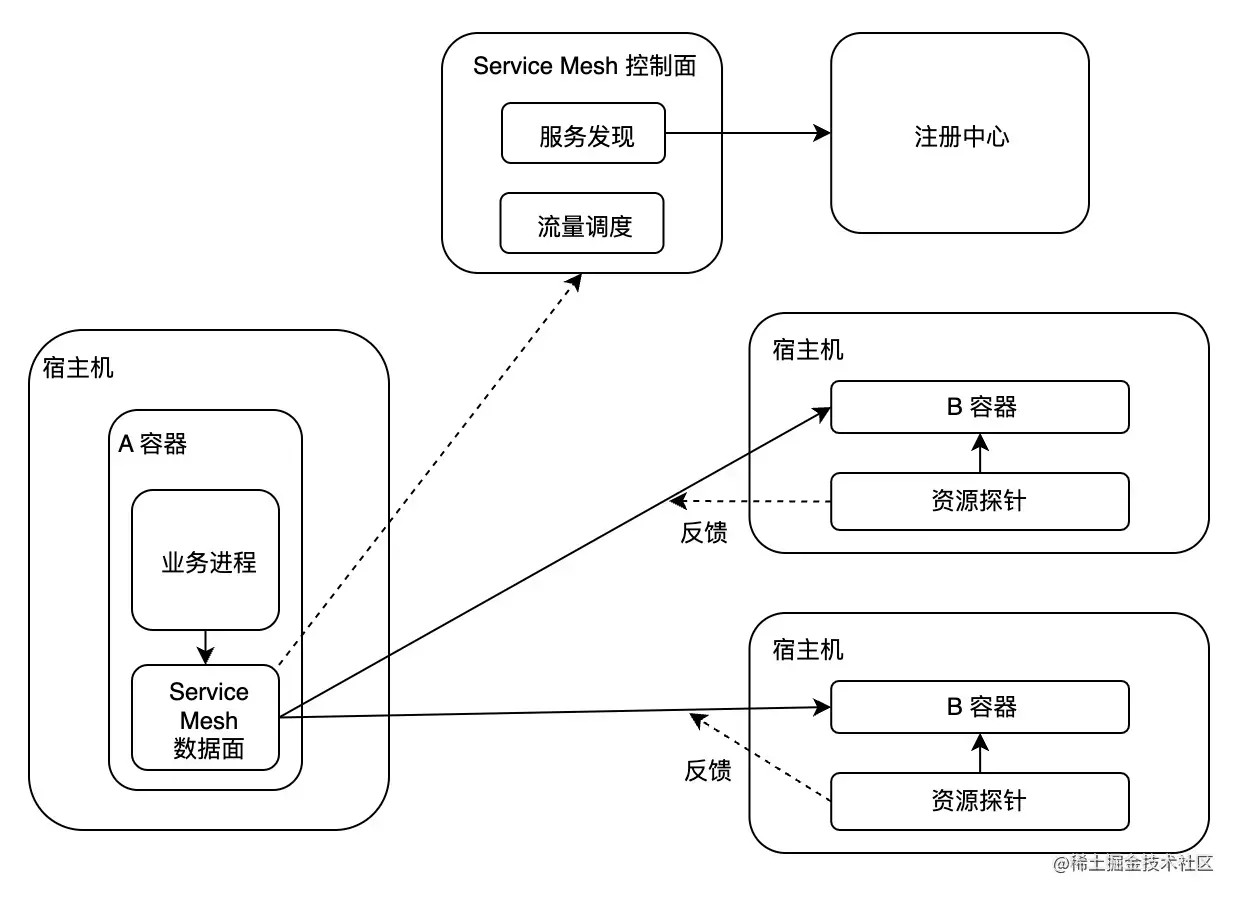 Service Mesh 控制面
服务发现
注册中心
流量调度
宿主机
A 容器
业务进程
Service
Mesh
数据面
宿主机
B 容器
资源探针
反馈
宿主机
B 容器
资源探针
反馈
@稀土掘金技术社区